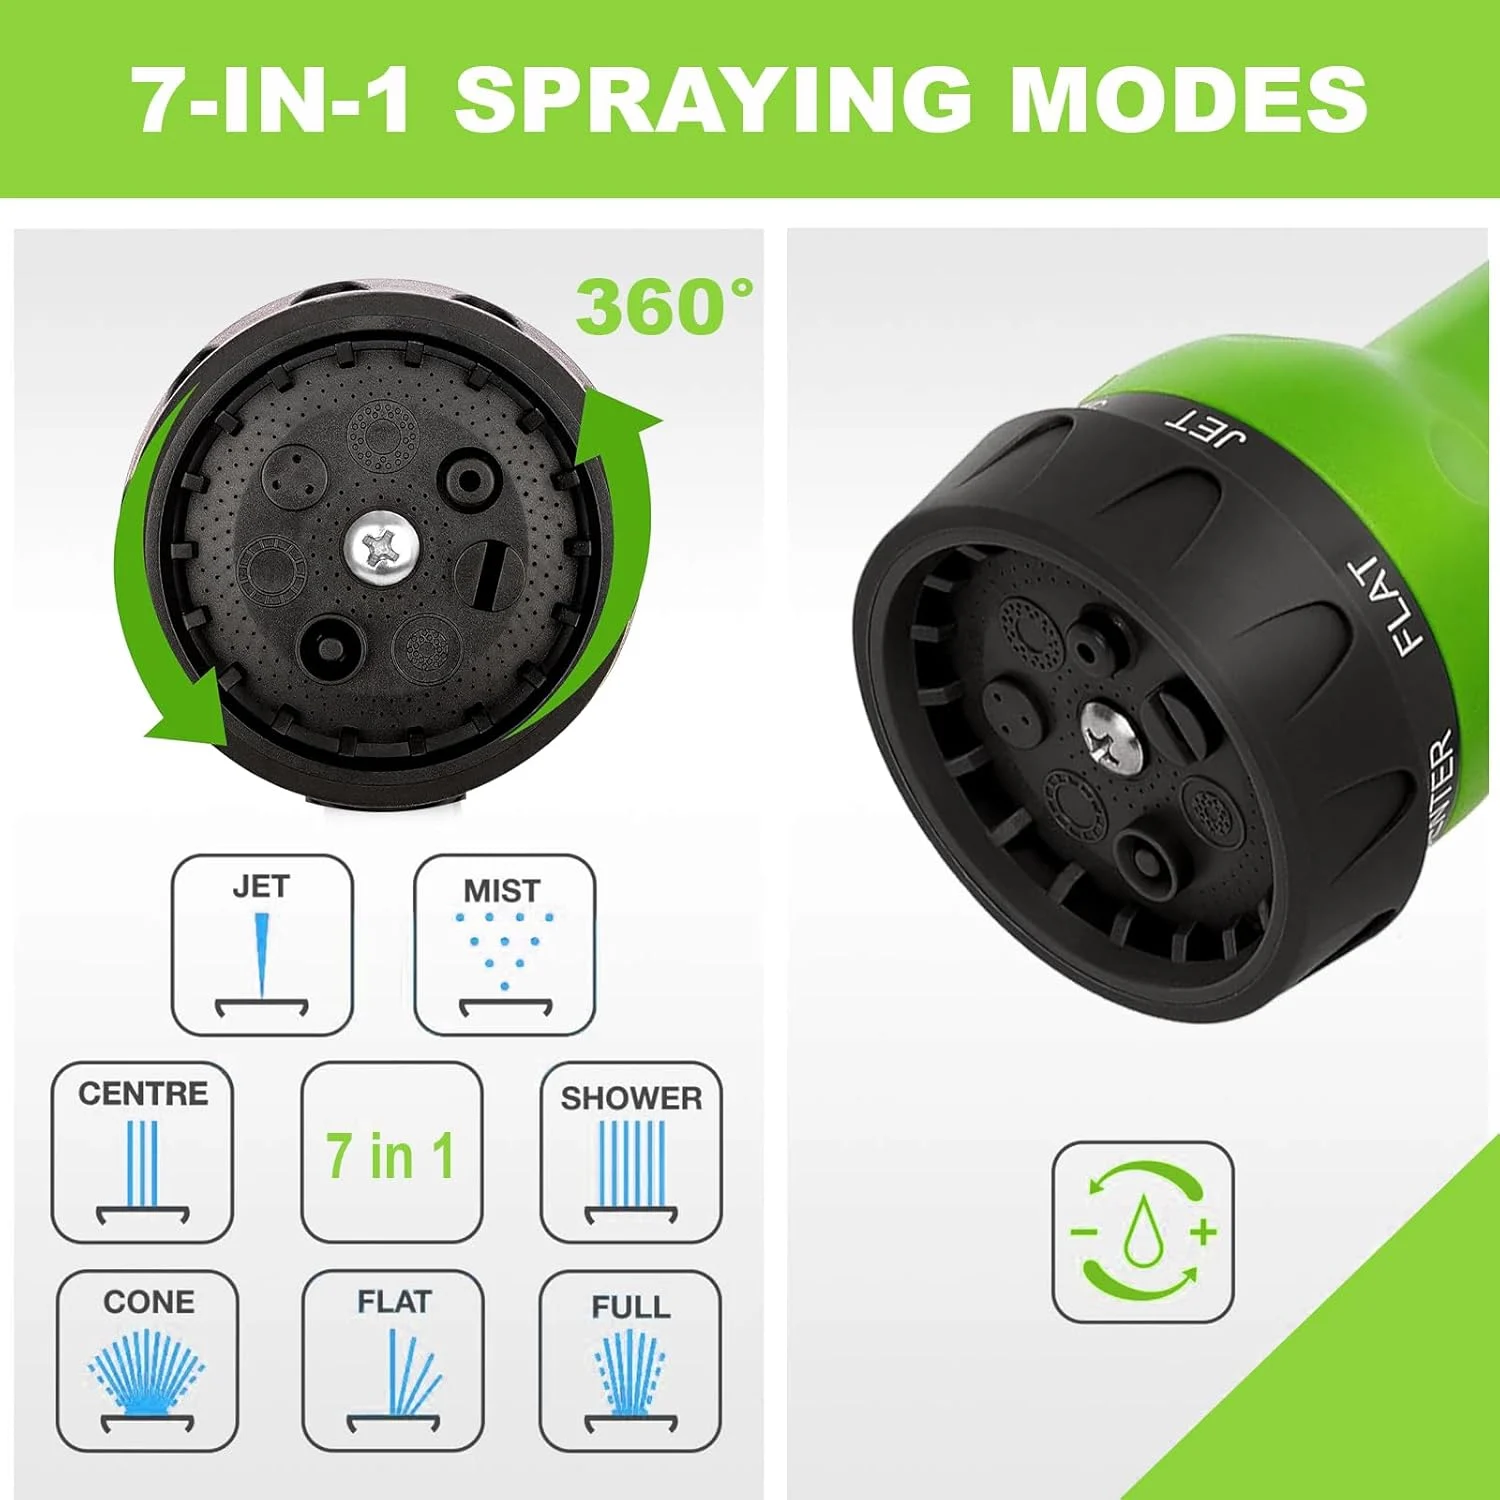 7-IN-1 SPRAYING MODES
360°
JET
FLAT
JET
MIST
CENTRE
7 in 1
SHOWER
CONE
FLAT
FULL
- +